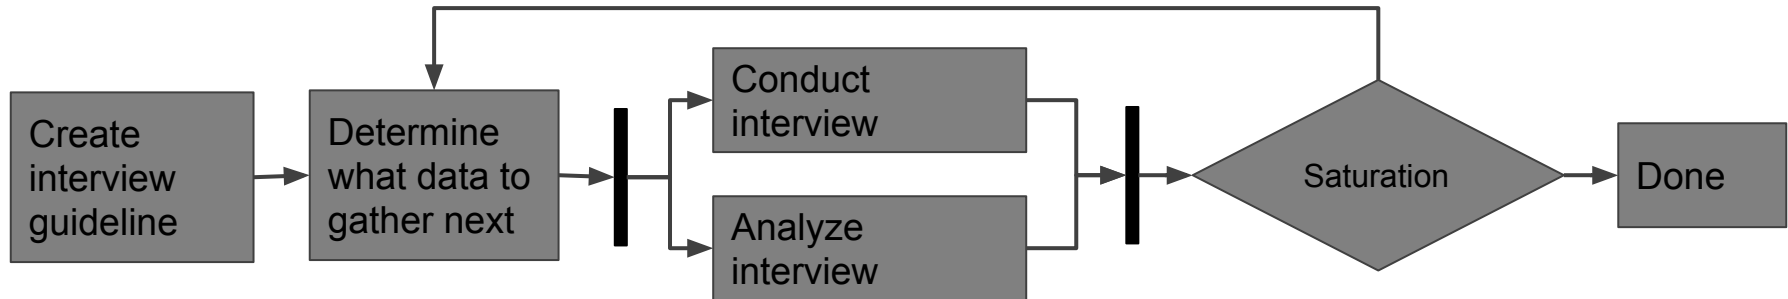 Create
interview
guideline
Determine
what data to
gather next
Conduct
interview
Analyze
interview
Saturation
Done